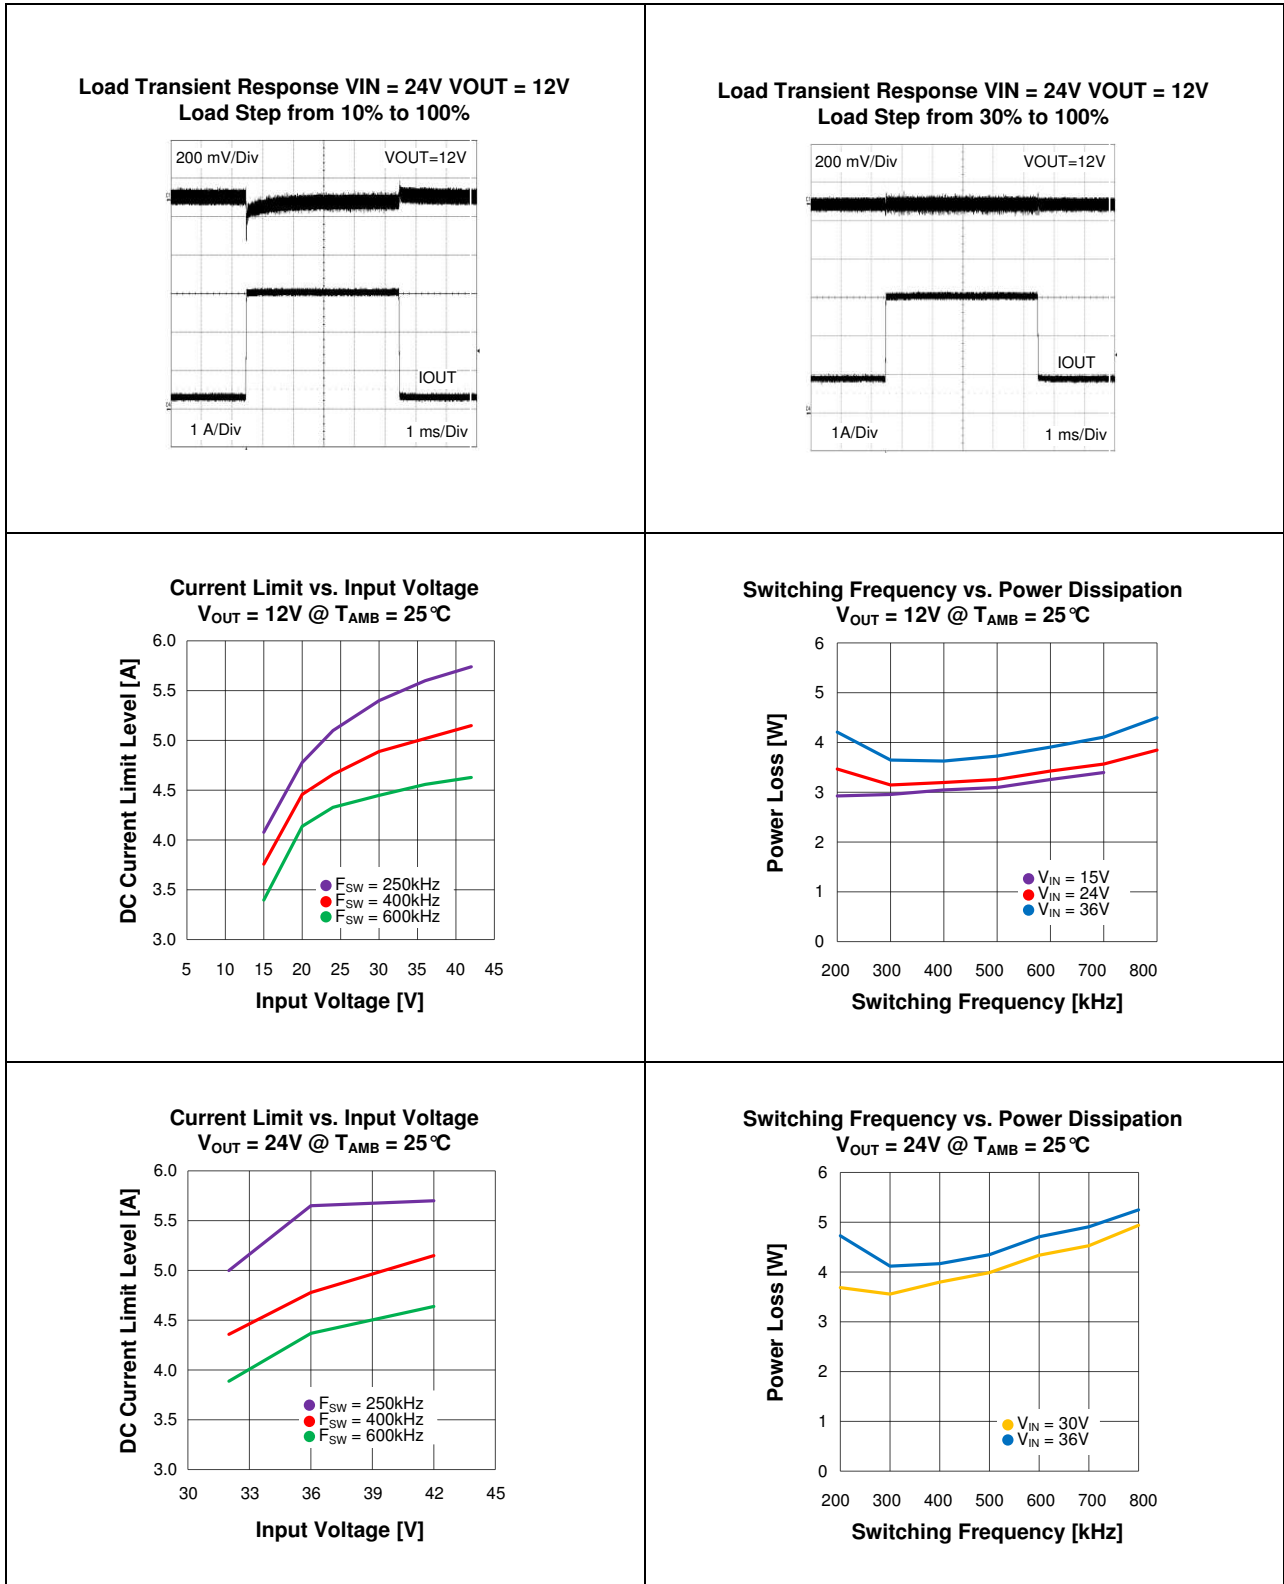 Load Transient Response VIN = 24V VOUT = 12V
Load Step from 10% to 100%
200 mV/Div
VOUT=12V
IOUT
1 A/Div
1 ms/Div
Load Transient Response VIN = 24V VOUT = 12V
Load Step from 30% to 100%
200 mV/Div
VOUT=12V
IOUT
1A/Div
1 ms/Div
Current Limit vs. Input Voltage
VOUT = 12V @ TAMB = 25°C
DC Current Limit Level [A]
6.0
5.5
5.0
4.5
4.0
3.5
3.0
FSW = 250kHz
FSW = 400kHz
FSW = 600kHz
5 10 15 20 25 30 35 40 45
Input Voltage [V]
Switching Frequency vs. Power Dissipation
VOUT = 12V @ TAMB = 25°C
Power Loss [W]
6
5
4
3
2
1
0
VIN = 15V
VIN = 24V
VIN = 36V
200 300 400 500 600 700 800
Switching Frequency [kHz]
Current Limit vs. Input Voltage
VOUT = 24V @ TAMB = 25°C
DC Current Limit Level [A]
6.0
5.5
5.0
4.5
4.0
3.5
3.0
FSW = 250kHz
FSW = 400kHz
FSW = 600kHz
30 33 36 39 42 45
Input Voltage [V]
Switching Frequency vs. Power Dissipation
VOUT = 24V @ TAMB = 25°C
Power Loss [W]
6
5
4
3
2
1
0
VIN = 30V
VIN = 36V
200 300 400 500 600 700 800
Switching Frequency [kHz]